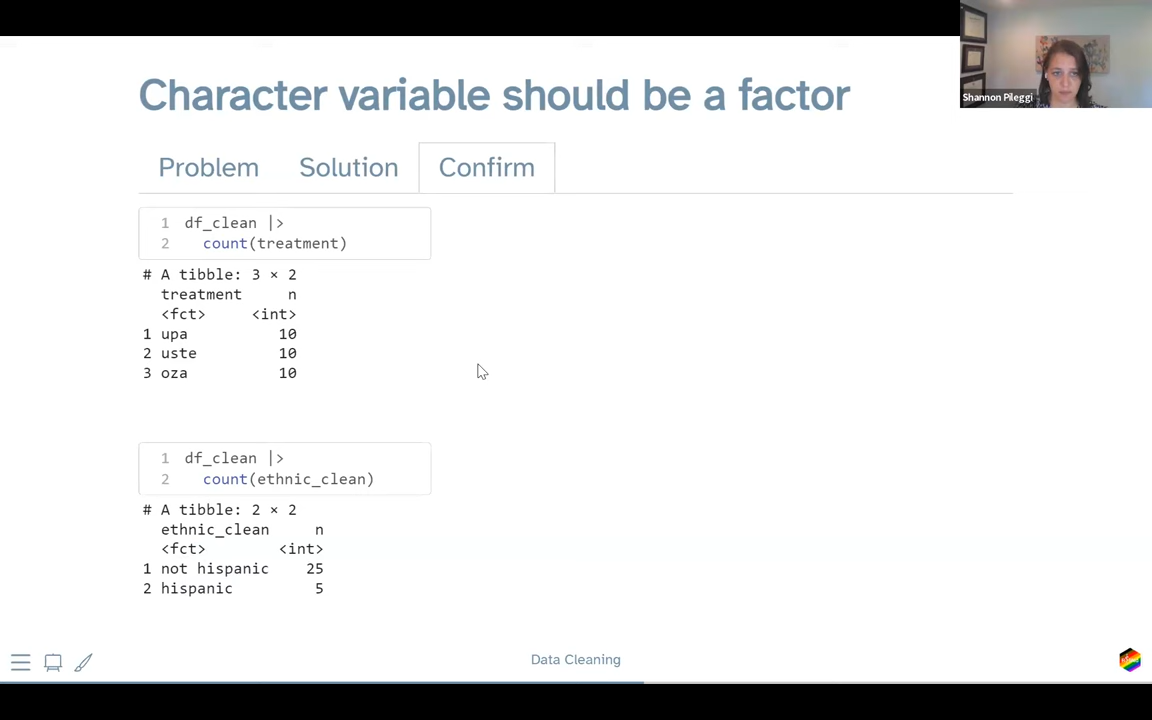 Shannon Pileggi
Character variable should be a factor
Problem Solution Confirm
1 df_clean |>
2 count(treatment)
# A tibble: 3 × 2
treatment n
<fct> <int>
1 upa 10
2 uste 10
3 oza 10
1 df_clean |>
2 count(ethnic_clean)
# A tibble: 2 × 2
ethnic_clean n
<fct> <int>
1 not hispanic 25
2 hispanic 5
Data Cleaning